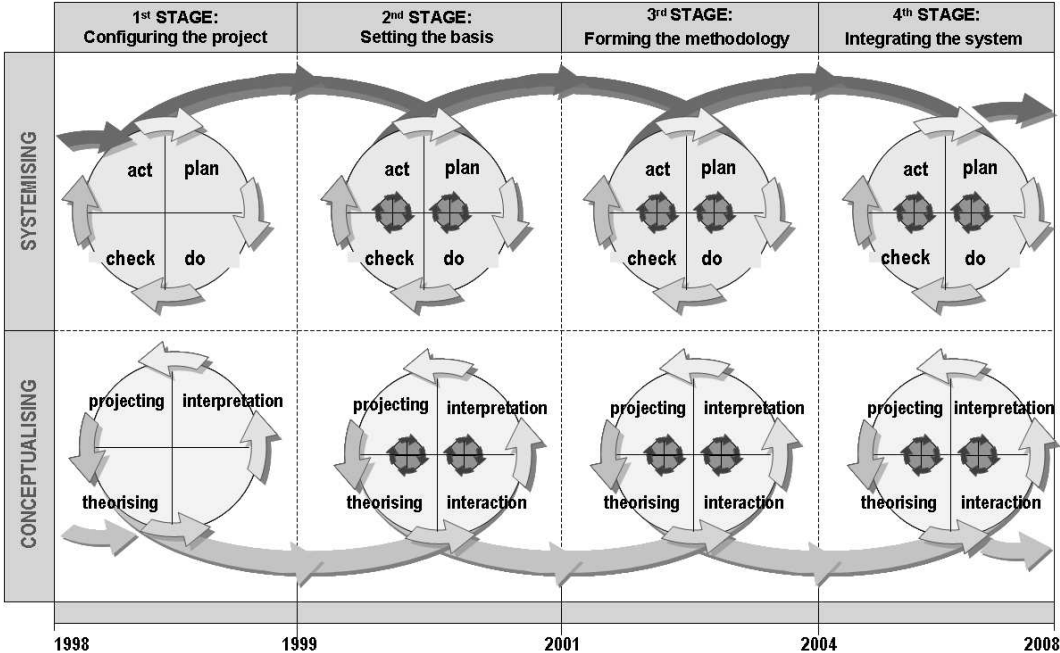 1st STAGE:
Configuring the project
2nd STAGE:
Setting the basis
3rd STAGE:
Forming the methodology
4th STAGE:
Integrating the system
SYSTEMISING
act plan
check do
act plan
check do
act plan
check do
act plan
check do
CONCEPTUALISING
projecting interpretation
theorising
projecting interpretation
theorising interaction
projecting interpretation
theorising interaction
projecting interpretation
theorising interaction
1998 1999 2001 2004 2008